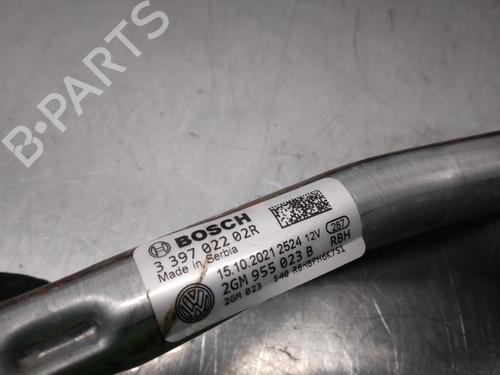 B-PARTS
BOSCH
3 397 022 02R
Made in Serbia
15.10.2021 2524 12V
287
2GM 955 023 B
RBH
2GM 023 540